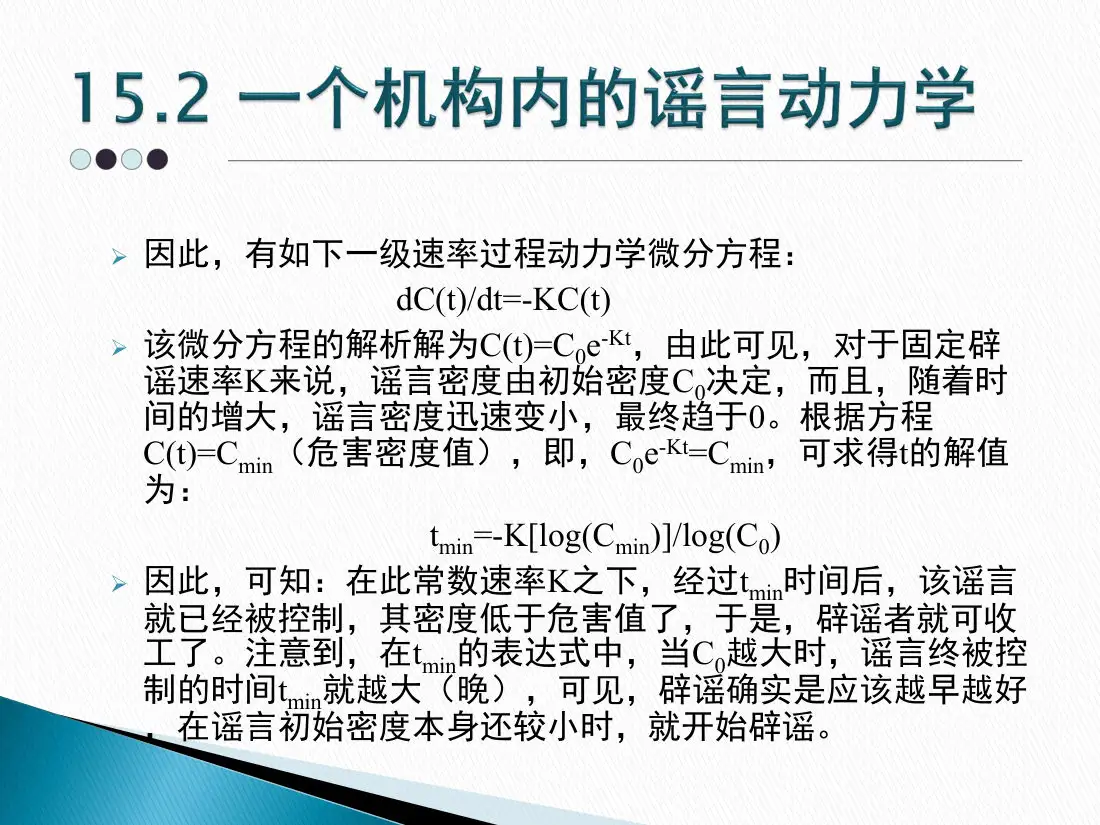 15.2 一个机构内的谣言动力学
因此，有如下一级速率过程动力学微分方程：
dC(t)/dt=-KC(t)
该微分方程的解析解为C(t)=C₀e⁻ᴷᵗ，由此可见，对于固定辟
谣速率K来说，谣言密度由初始密度C₀决定，而且，随着时
间的增大，谣言密度迅速变小，最终趋于0。根据方程
C(t)=Cmin（危害密度值），即，C₀e⁻ᴷᵗ=Cmin，可求得t的解值
为：
tmin=-K[log(Cmin)]/log(C₀)
因此，可知：在此常数速率K之下，经过tmin时间后，该谣言
就已经被控制，其密度低于危害值了，于是，辟谣者就可收
工了。注意到，在tmin的表达式中，当C₀越大时，谣言终被控
制的时间tmin就越大（晚），可见，辟谣确实是应该越早越好
，在谣言初始密度本身还较小时，就开始辟谣。